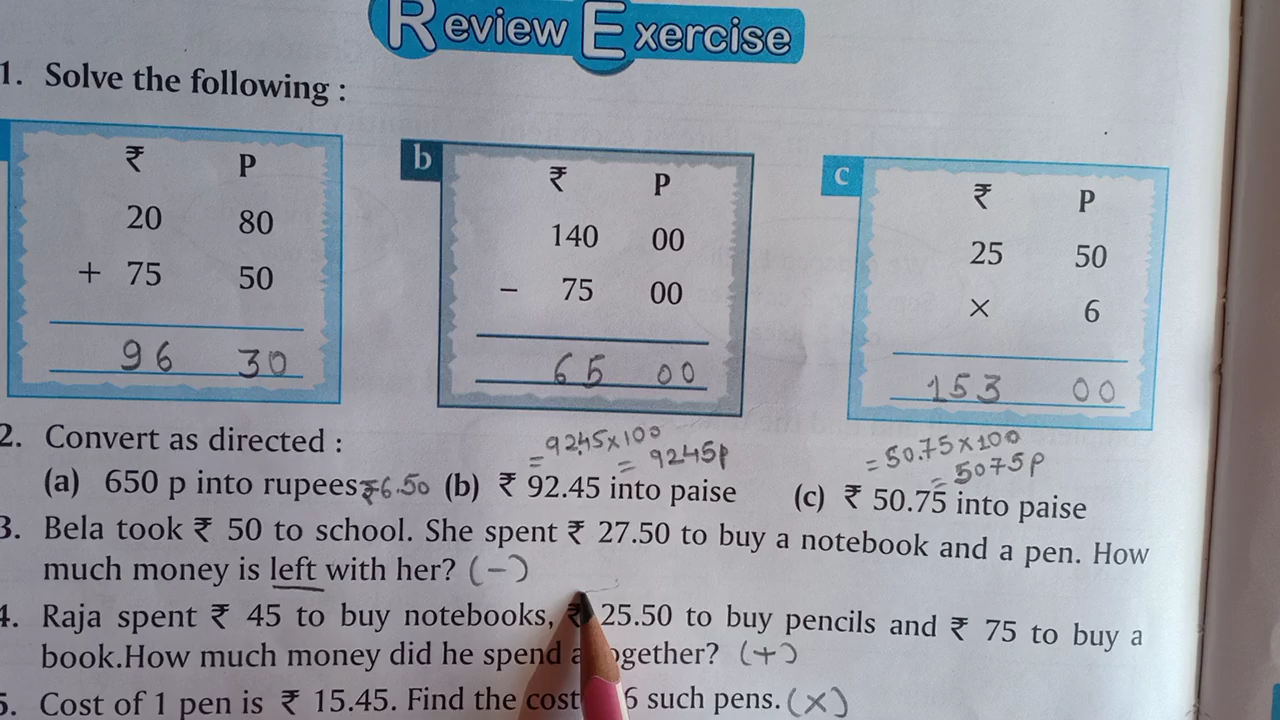 Review Exercise
1. Solve the following :
₹ P
20 80
+ 75 50
96 30
b
₹ P
140 00
− 75 00
65 00
c
₹ P
25 50
× 6
153 00
2. Convert as directed :
= 92.45 x 100
= 9245p
= 50.75 x 100
= 5075p
(a) 650 p into rupees ₹6.50 (b) ₹ 92.45 into paise (c) ₹ 50.75 into paise
3. Bela took ₹ 50 to school. She spent ₹ 27.50 to buy a notebook and a pen. How
much money is left with her? (−)
4. Raja spent ₹ 45 to buy notebooks, ₹ 25.50 to buy pencils and ₹ 75 to buy a
book.How much money did he spend a ogether? (+)
5. Cost of 1 pen is ₹ 15.45. Find the cost 6 such pens. (x)